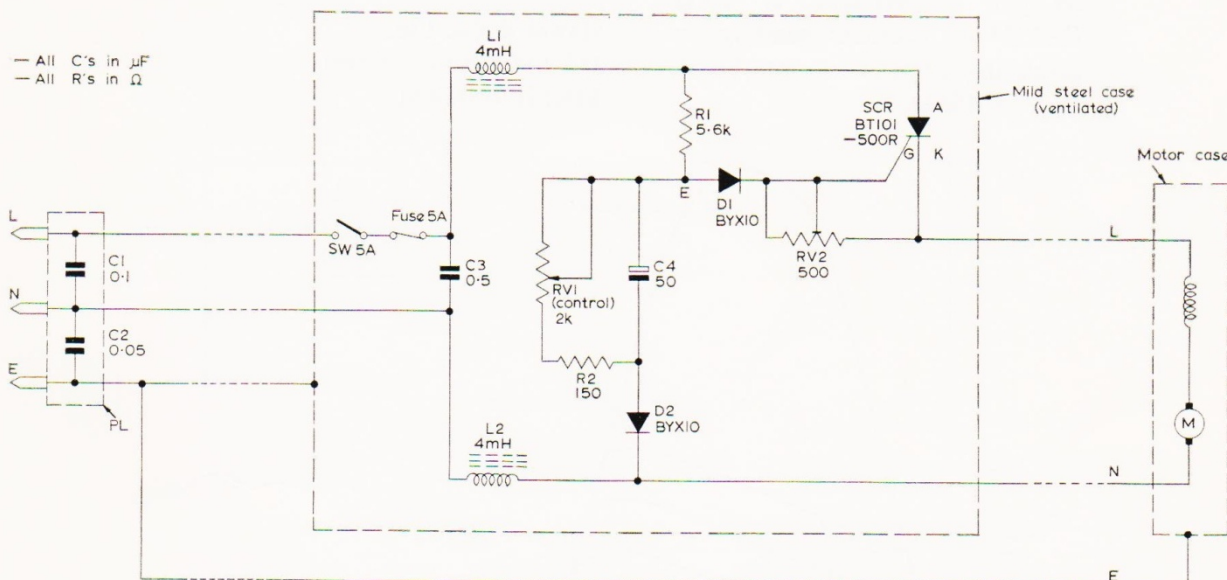 — All C's in µF
— All R's in Ω
L1
4mH
R1
5·6k
SCR
BT101
-500R
A
G
K
Mild steel case
(ventilated)
Motor case
L
C1
0·1
N
C2
0·05
E
PL
SW 5A
Fuse 5A
C3
0·5
RV1
(control)
2k
C4
50
R2
150
E
D1
BYX10
RV2
500
D2
BYX10
L2
4mH
L
M
N
E